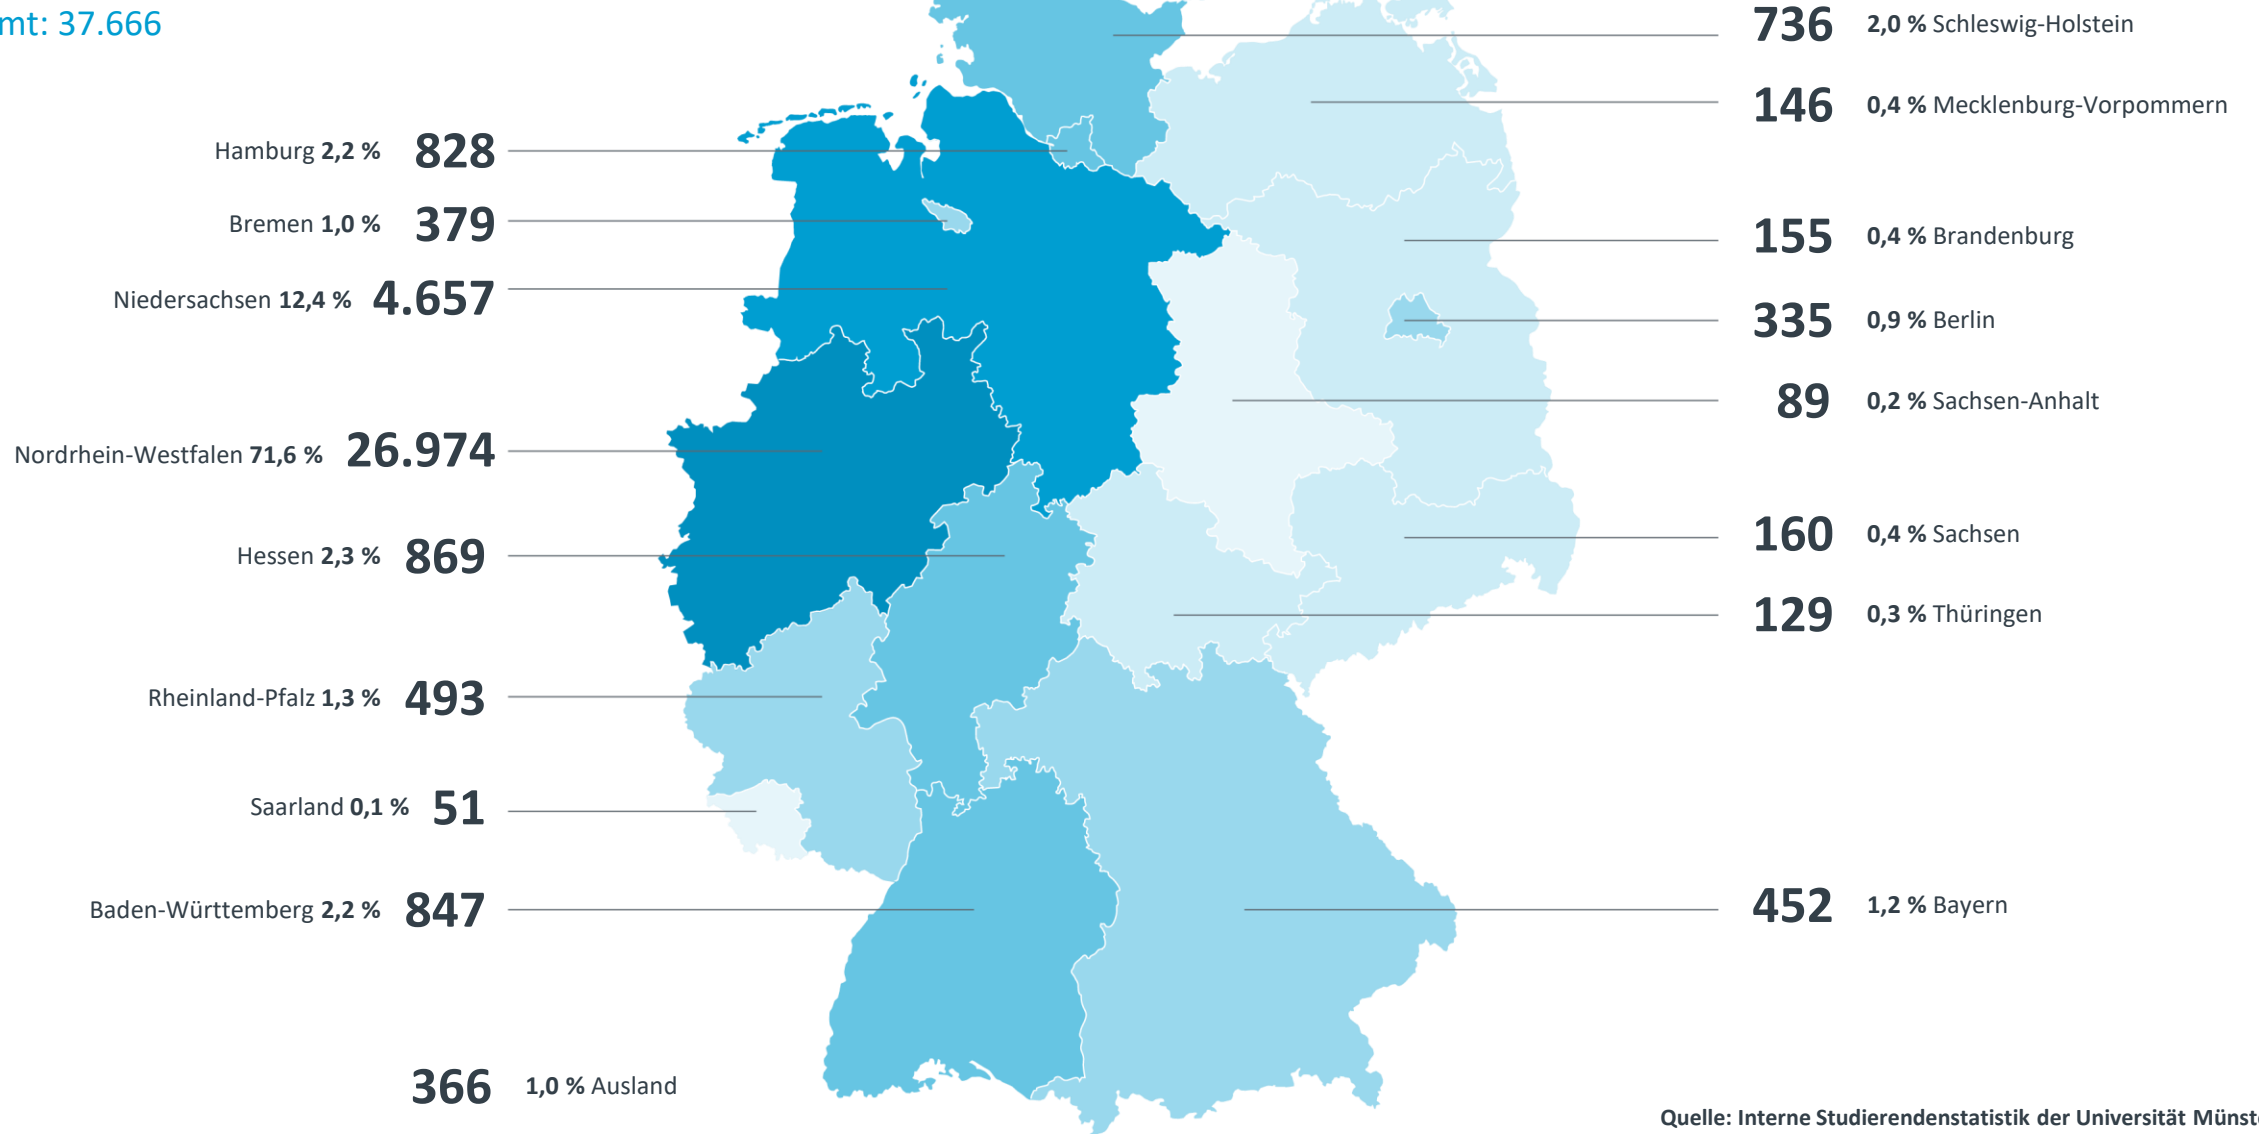 mt: 37.666
Hamburg 2,2 % 828
Bremen 1,0 % 379
Niedersachsen 12,4 % 4.657
Nordrhein-Westfalen 71,6 % 26.974
Hessen 2,3 % 869
Rheinland-Pfalz 1,3 % 493
Saarland 0,1 % 51
Baden-Württemberg 2,2 % 847
366 1,0 % Ausland
736 2,0 % Schleswig-Holstein
146 0,4 % Mecklenburg-Vorpommern
155 0,4 % Brandenburg
335 0,9 % Berlin
89 0,2 % Sachsen-Anhalt
160 0,4 % Sachsen
129 0,3 % Thüringen
452 1,2 % Bayern
Quelle: Interne Studierendenstatistik der Universität Münste